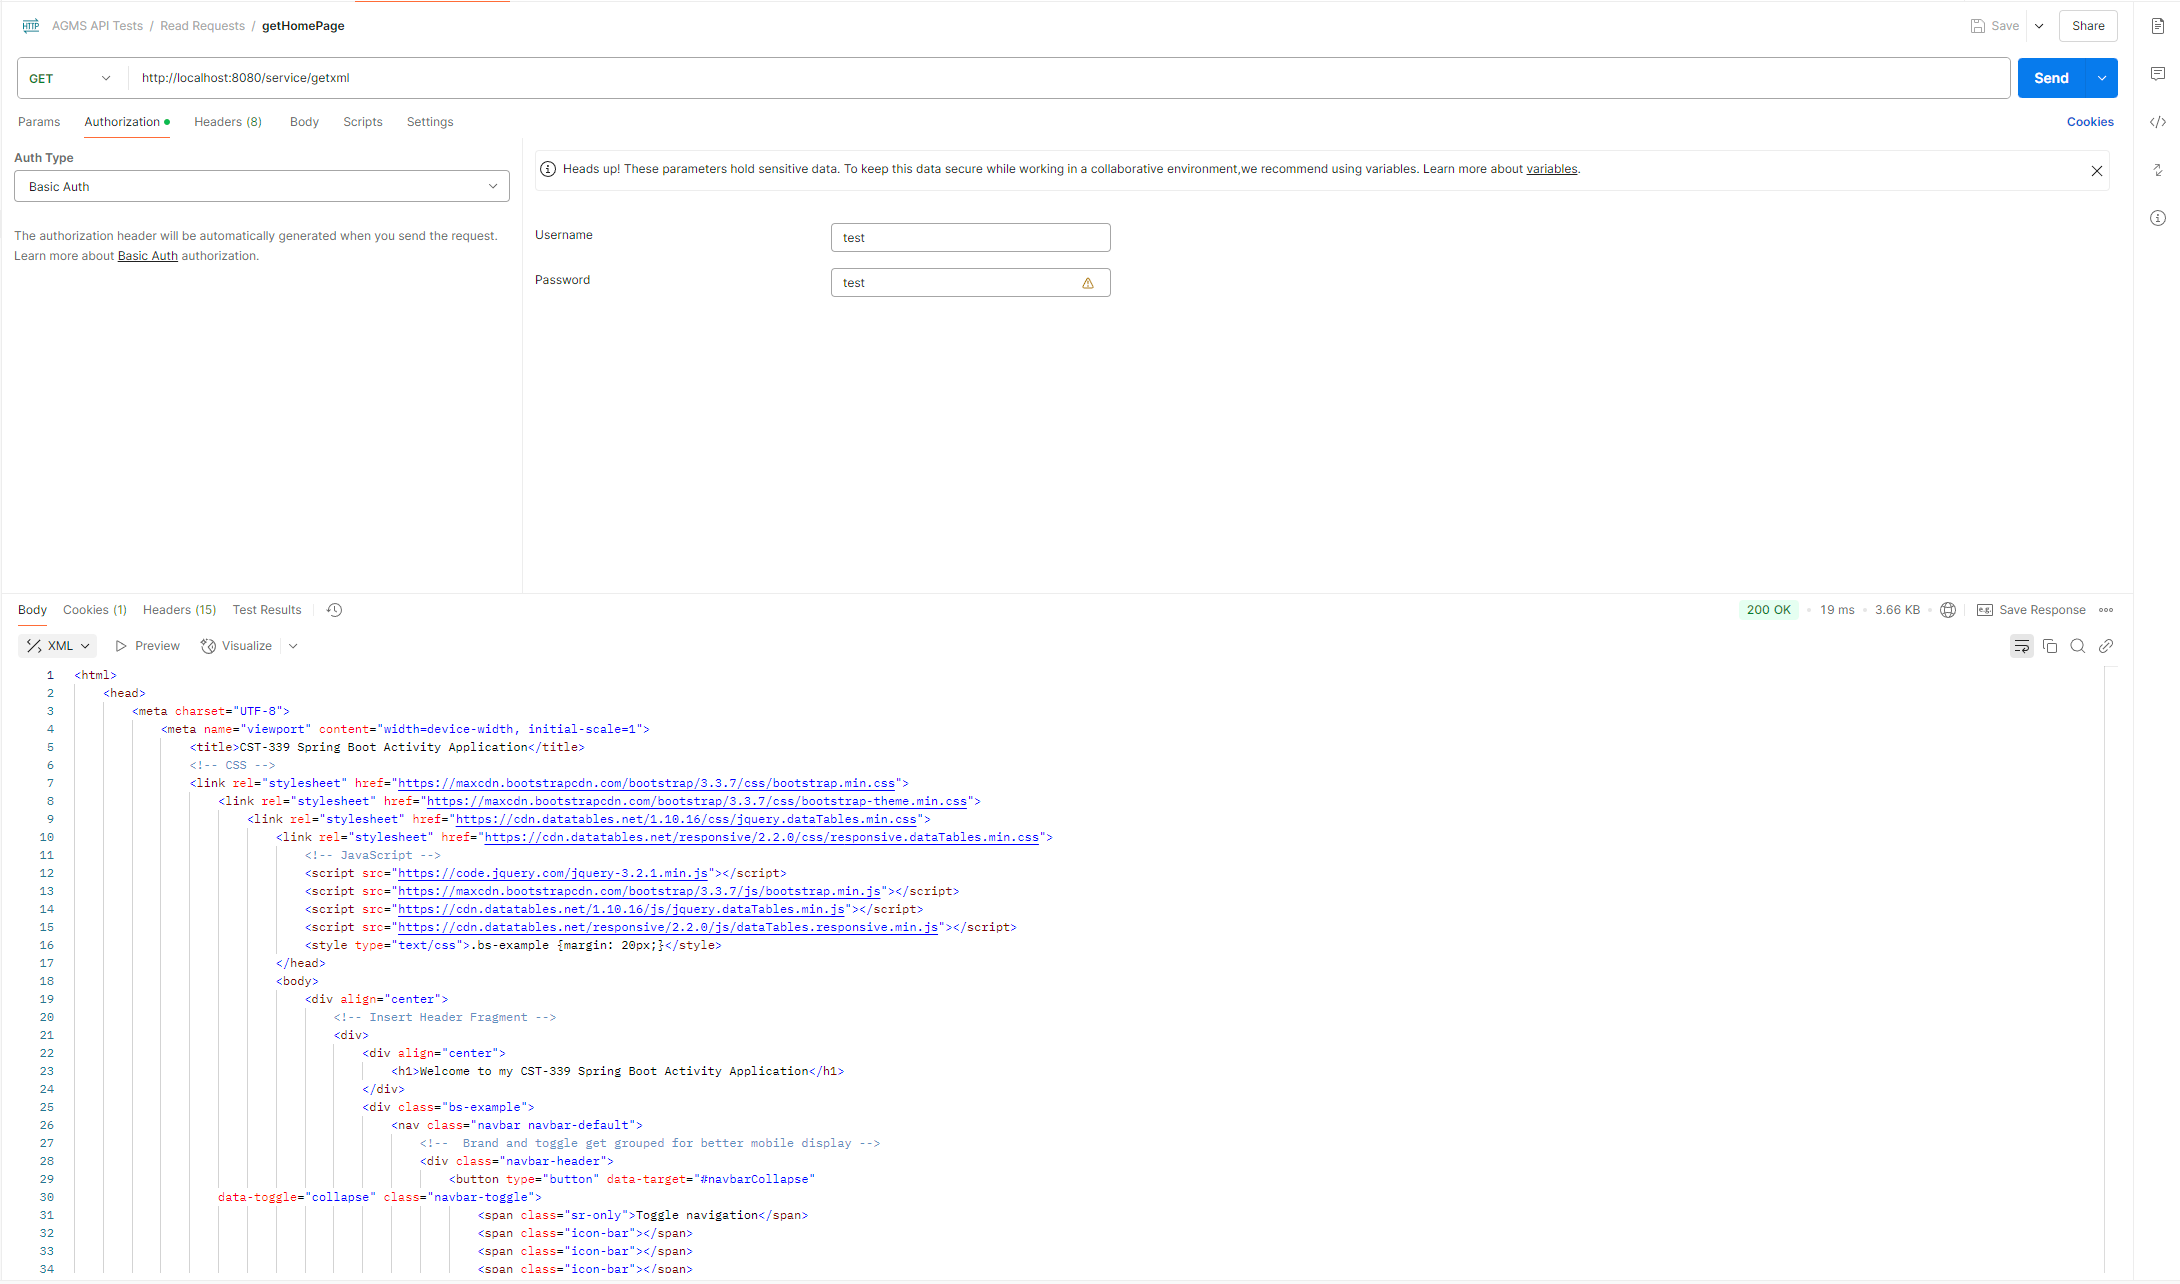 AGMS API Tests / Read Requests / getHomePage
Save
Share
GET
http://localhost:8080/service/getxml
Send
Params
Authorization
Headers (8)
Body
Scripts
Settings
Cookies
Auth Type
Basic Auth
The authorization header will be automatically generated when you send the request.
Learn more about Basic Auth authorization.
Heads up! These parameters hold sensitive data. To keep this data secure while working in a collaborative environment,we recommend using variables. Learn more about variables.
Username
test
Password
test
Body
Cookies (1)
Headers (15)
Test Results
200 OK
19 ms
3.66 KB
e.g.
Save Response
XML
Preview
Visualize
1 <html>
2 <head>
3 <meta charset="UTF-8">
4 <meta name="viewport" content="width=device-width, initial-scale=1">
5 <title>CST-339 Spring Boot Activity Application</title>
6 <!-- CSS -->
7 <link rel="stylesheet" href="https://maxcdn.bootstrapcdn.com/bootstrap/3.3.7/css/bootstrap.min.css">
8 <link rel="stylesheet" href="https://maxcdn.bootstrapcdn.com/bootstrap/3.3.7/css/bootstrap-theme.min.css">
9 <link rel="stylesheet" href="https://cdn.datatables.net/1.10.16/css/jquery.dataTables.min.css">
10 <link rel="stylesheet" href="https://cdn.datatables.net/responsive/2.2.0/css/responsive.dataTables.min.css">
11 <!-- JavaScript -->
12 <script src="https://code.jquery.com/jquery-3.2.1.min.js"></script>
13 <script src="https://maxcdn.bootstrapcdn.com/bootstrap/3.3.7/js/bootstrap.min.js"></script>
14 <script src="https://cdn.datatables.net/1.10.16/js/jquery.dataTables.min.js"></script>
15 <script src="https://cdn.datatables.net/responsive/2.2.0/js/dataTables.responsive.min.js"></script>
16 <style type="text/css">.bs-example {margin: 20px;}</style>
17 </head>
18 <body>
19 <div align="center">
20 <!-- Insert Header Fragment -->
21 <div>
22 <div align="center">
23 <h1>Welcome to my CST-339 Spring Boot Activity Application</h1>
24 </div>
25 <div class="bs-example">
26 <nav class="navbar navbar-default">
27 <!--  Brand and toggle get grouped for better mobile display -->
28 <div class="navbar-header">
29 <button type="button" data-target="#navbarCollapse"
30 data-toggle="collapse" class="navbar-toggle">
31 <span class="sr-only">Toggle navigation</span>
32 <span class="icon-bar"></span>
33 <span class="icon-bar"></span>
34 <span class="icon-bar"></span>